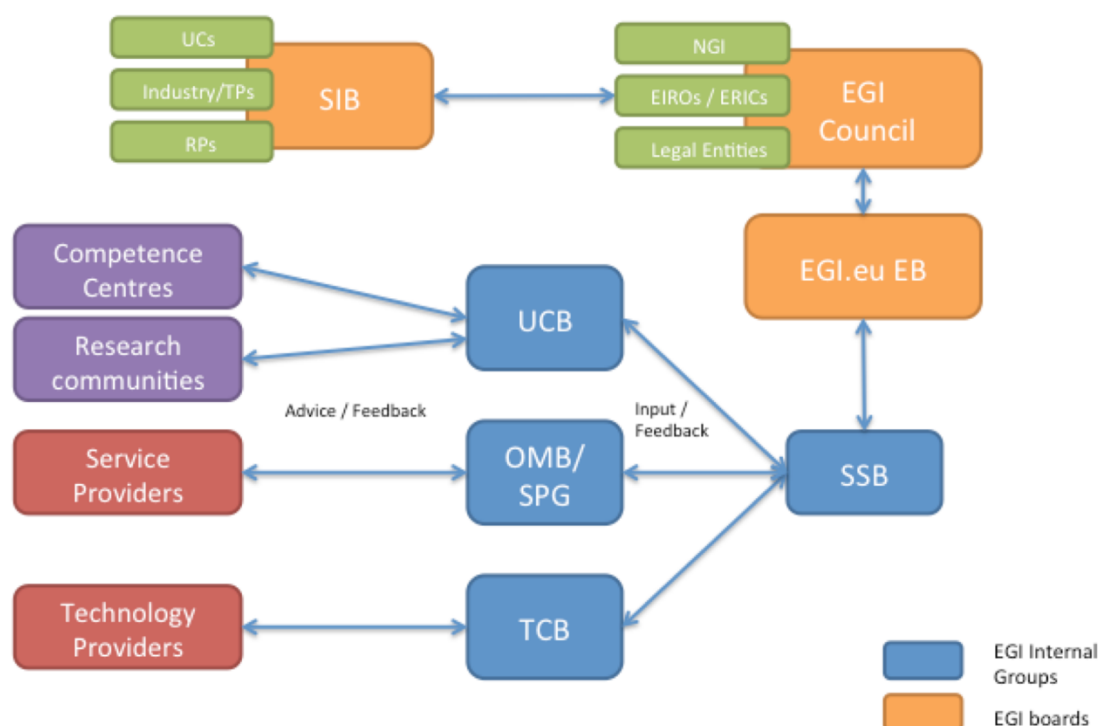 UCs
Industry/TPs
RPs
SIB
NGI
EIROs / ERICs
Legal Entities
EGI
Council
EGI.eu EB
Competence
Centres
Research
communities
UCB
Advice / Feedback
Input /
Feedback
Service
Providers
OMB/
SPG
SSB
Technology
Providers
TCB
EGI Internal
Groups
EGI boards